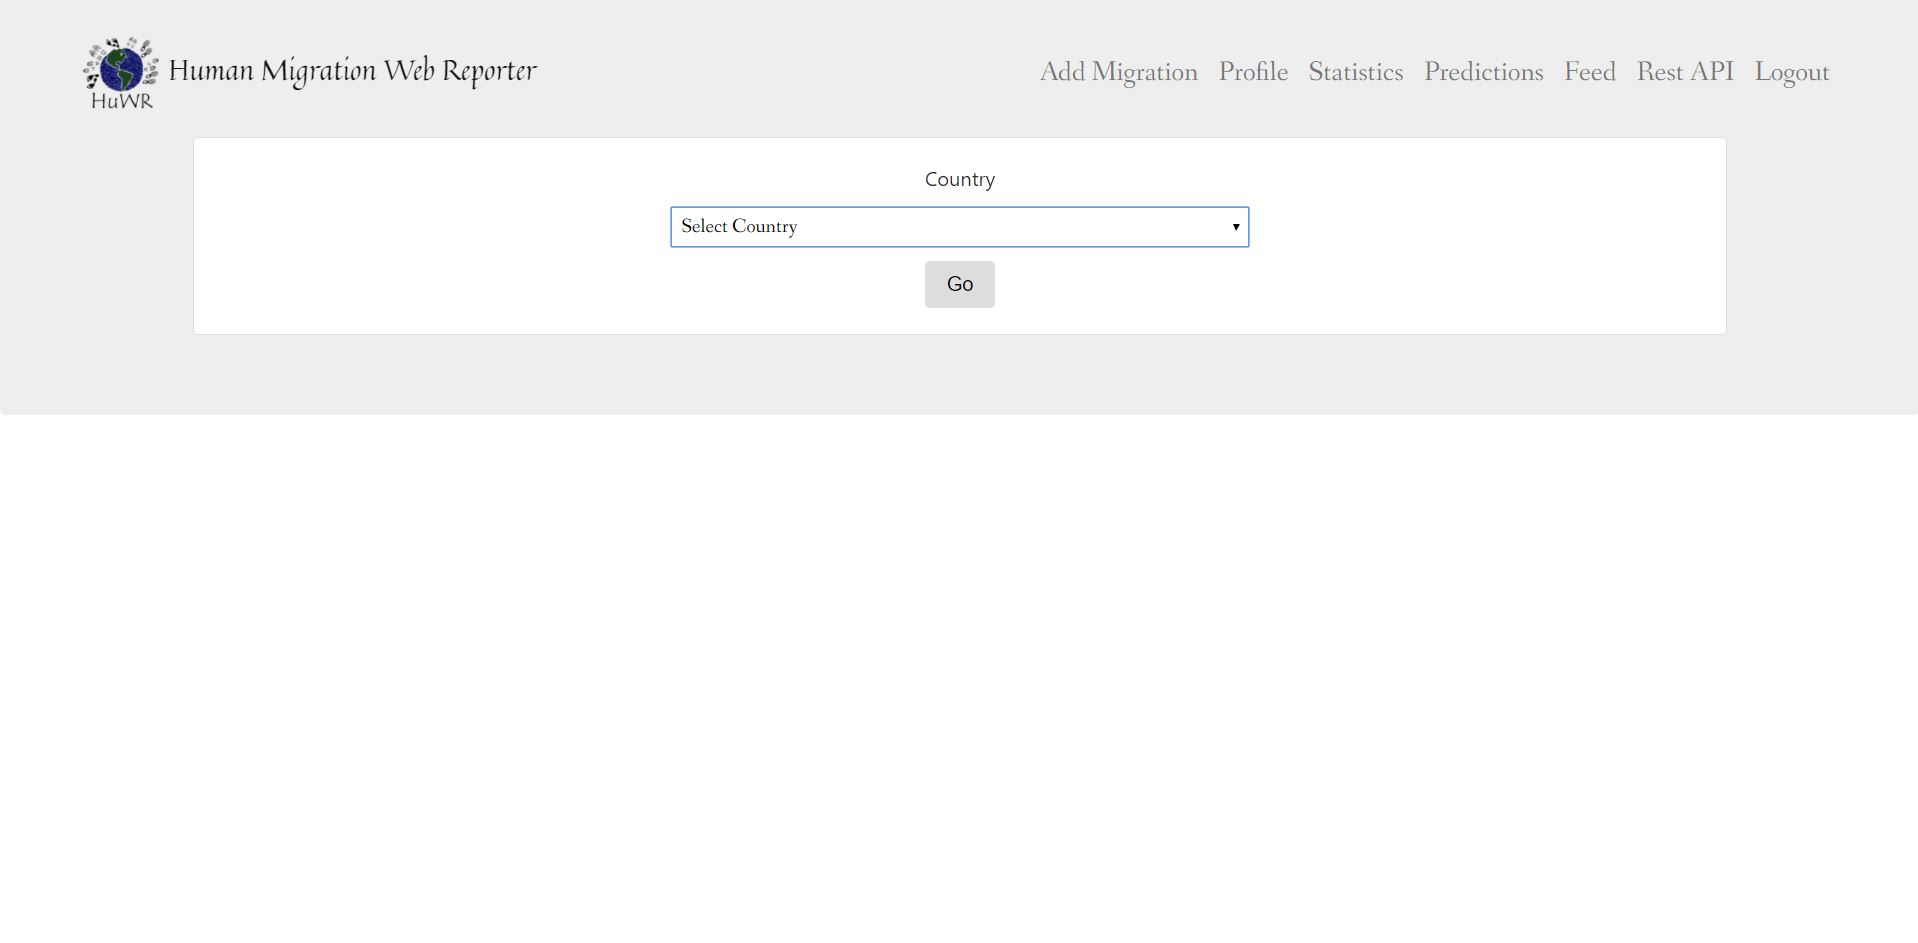 HuWR
Human Migration Web Reporter
Add Migration Profile Statistics Predictions Feed Rest API Logout
Country
Select Country
Go